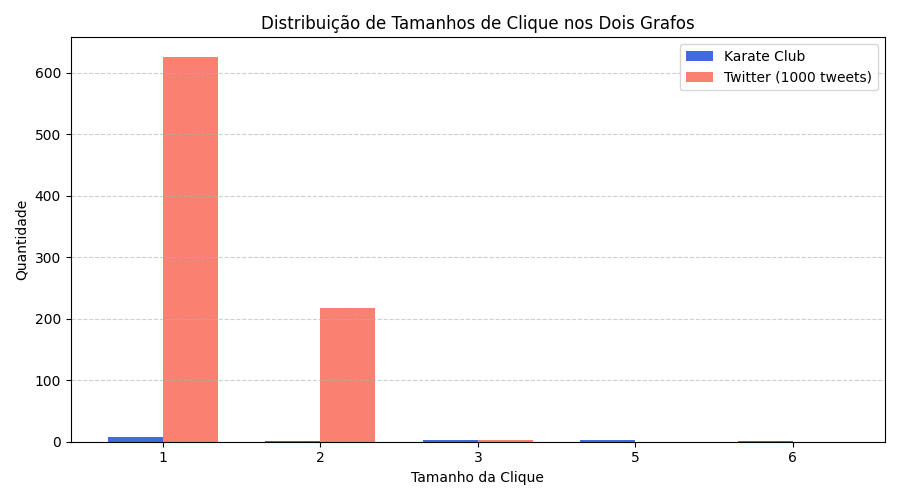 Distribuição de Tamanhos de Clique nos Dois Grafos
Karate Club
Twitter (1000 tweets)
Quantidade
600
500
400
300
200
100
0
1 2 3 5 6
Tamanho da Clique